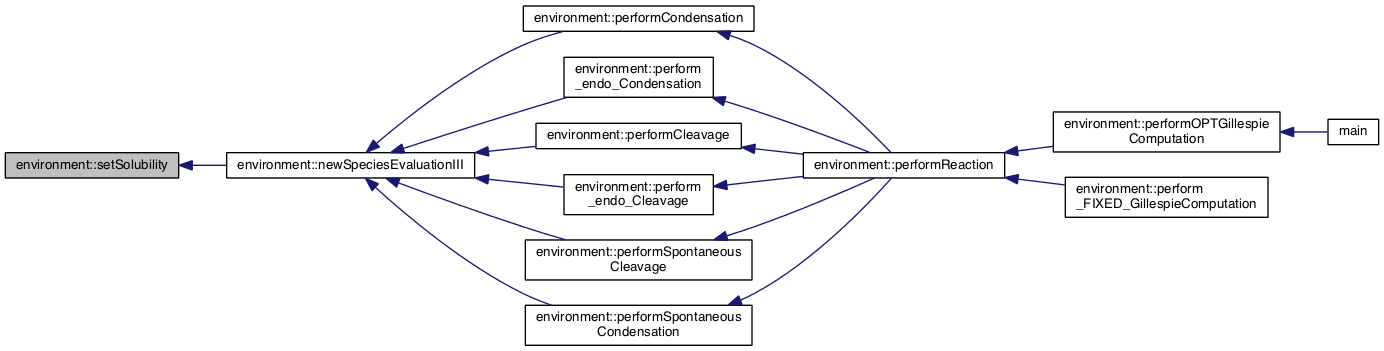 environment::setSolubility
environment::newSpeciesEvaluationIII
environment::performCondensation
environment::perform
_endo_Condensation
environment::performCleavage
environment::perform
_endo_Cleavage
environment::performSpontaneous
Cleavage
environment::performSpontaneous
Condensation
environment::performReaction
environment::performOPTGillespie
Computation
environment::perform
_FIXED_GillespieComputation
main